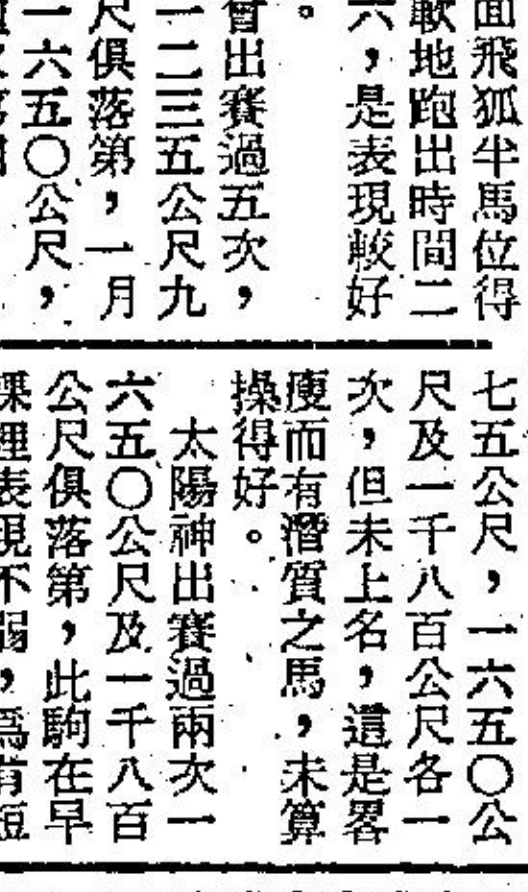 面飛狐半馬位得
歇地跑出時間二
六，是表現較好
。
會出賽過五次，
一二三五公尺九
尺俱落第，一月
一六五〇公尺，
七五公尺，一六五〇公
尺及一千八百公尺各一
次，但未上名，這是畧
瘦而有潛質之馬，未算
操得好。
太陽神出賽過兩次一
六五〇公尺及一千八百
公尺俱落第，此駒在早
課裡表現不弱，爲有短